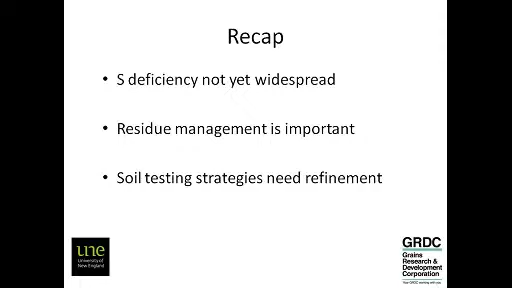 Recap
• S deficiency not yet widespread
• Residue management is important
• Soil testing strategies need refinement
une
University of
New England
GRDC
Grains
Research &
Development
Corporation
Your GRDC working with you